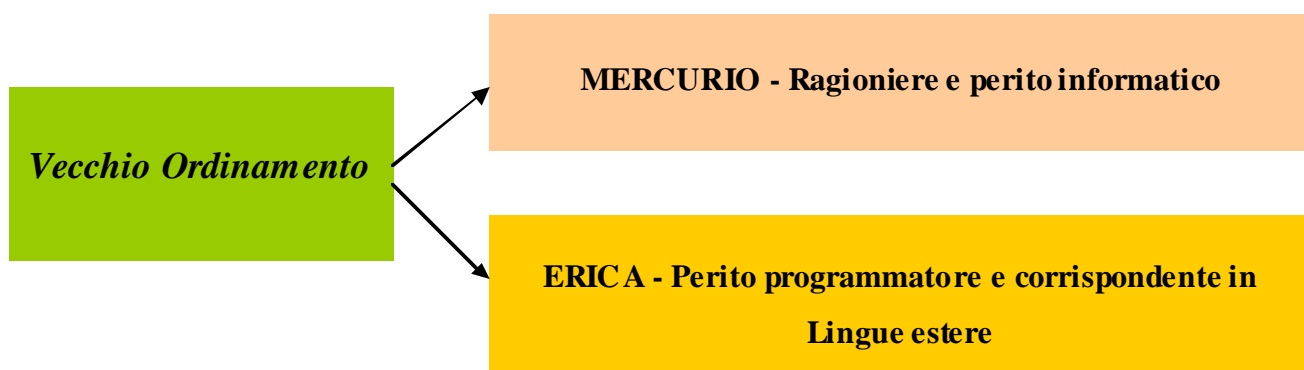 Vecchio Ordinamento
MERCURIO - Ragioniere e perito informatico
ERICA - Perito programmatore e corrispondente in
Lingue estere